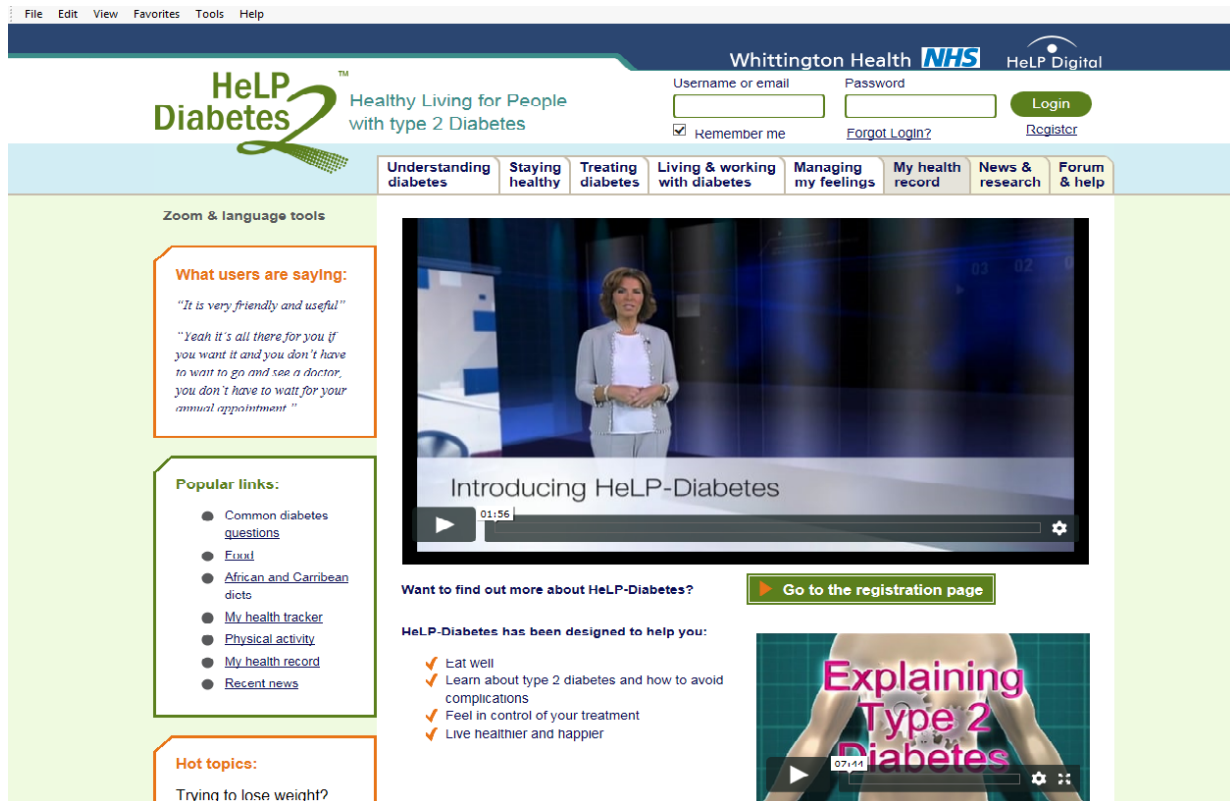 File Edit View Favorites Tools Help
Whittington Health NHS HeLP Digital
HeLP Diabetes 2 ™
Healthy Living for People
with type 2 Diabetes
Username or email Password
Login
Remember me Forgot Login? Register
Understanding diabetes
Staying healthy
Treating diabetes
Living & working with diabetes
Managing my feelings
My health record
News & research
Forum & help
Zoom & language tools
What users are saying:
"It is very friendly and useful"
"Yeah it's all there for you if
you want it and you don't have
to wait to go and see a doctor,
you don't have to wait for your
annual appointment."
Popular links:
Common diabetes
questions
Food
African and Carribean
diets
My health tracker
Physical activity
My health record
Recent news
Hot topics:
Trying to lose weight?
03 02
Introducing HeLP-Diabetes
01:56
Want to find out more about HeLP-Diabetes?
Go to the registration page
HeLP-Diabetes has been designed to help you:
Eat well
Learn about type 2 diabetes and how to avoid
complications
Feel in control of your treatment
Live healthier and happier
Explaining
Type 2
Diabetes
07:44